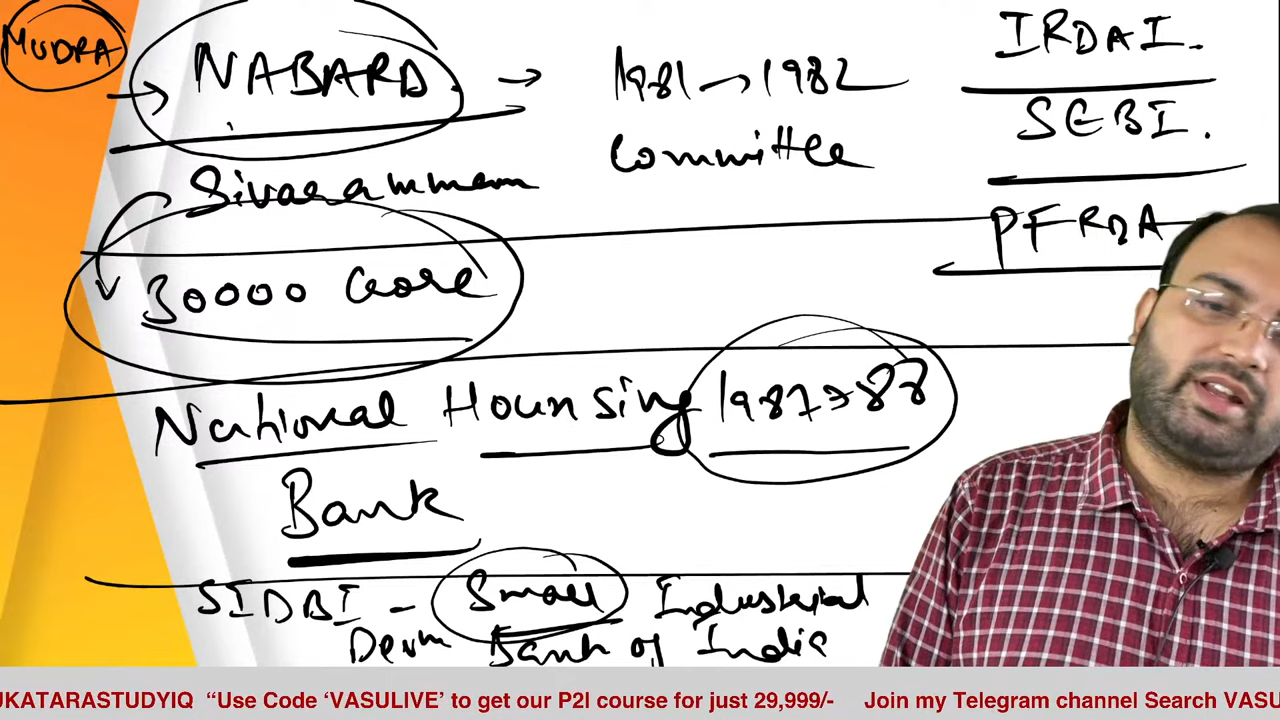 MUDRA
→ NABARD → 1981 → 1982
Committee
Sivarammam
30000 Crore
National Hounsing 1987 → 88
Bank
SIDBI - Small Industrial
Devm Bank of India
IRDAI.
SEBI.
PFRDA
UKATARASTUDYIQ “Use Code ‘VASULIVE’ to get our P2I course for just 29,999/- Join my Telegram channel Search VASU